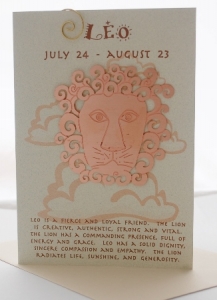 LEO
JULY 24 - AUGUST 23
LEO IS A FIERCE AND LOYAL FRIEND. THE LION
IS CREATIVE, AUTHENTIC, STRONG AND VITAL.
THE LION HAS A COMMANDING PRESENCE, FULL OF
ENERGY AND GRACE. LEO HAS A SOLID DIGNITY,
SINCERE COMPASSION AND EMPATHY. THE LION
RADIATES LIFE, SUNSHINE, AND GENEROSITY.